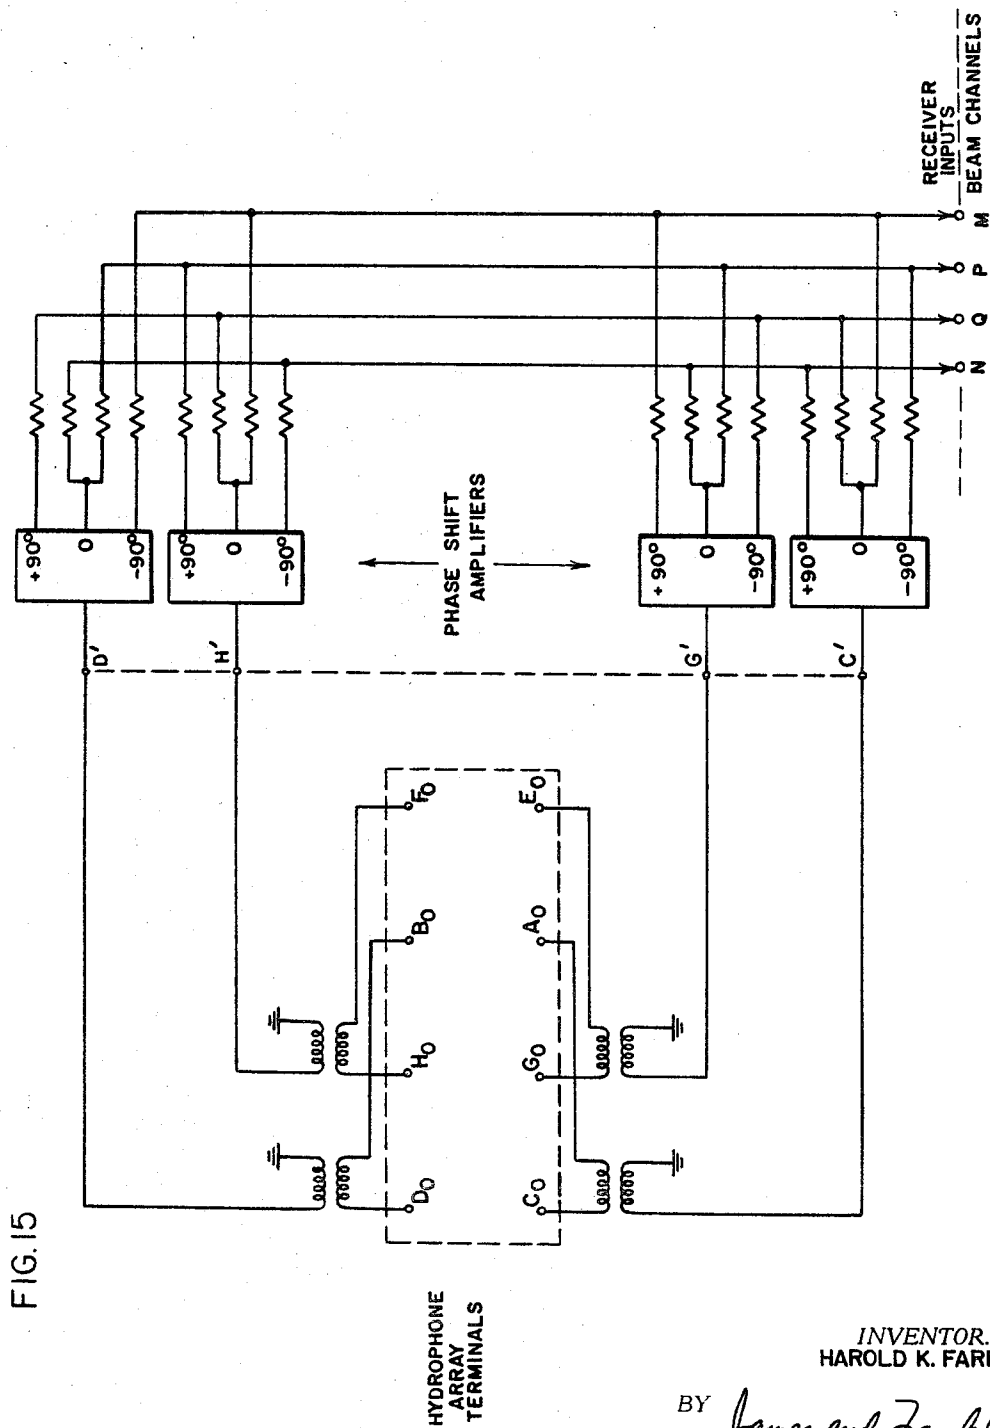 FIG. 15
HYDROPHONE
ARRAY
TERMINALS
D₀
H₀
B₀
F₀
C₀
G₀
A₀
E₀
D'
H'
G'
C'
+90°
0
-90°
+90°
0
-90°
+90°
0
-90°
+90°
0
-90°
PHASE SHIFT
AMPLIFIERS
RECEIVER
INPUTS
BEAM CHANNELS
N
Q
P
M
INVENTOR.
HAROLD K.
BY